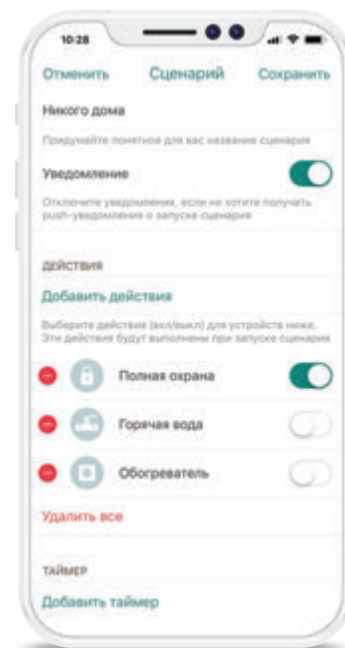 10:28
Отменить Сценарий Сохранить
Никого дома
Придумайте понятное для вас название сценария
Уведомление
Отключите уведомления, если не хотите получать
push-уведомления о запуске сценария
ДЕЙСТВИЯ
Добавить действия
Выберите действия (вкл/выкл) для устройств ниже.
Эти действия будут выполнены при запуске сценария
Полная охрана
Горячая вода
Обогреватель
Удалить все
ТАЙМЕР
Добавить таймер